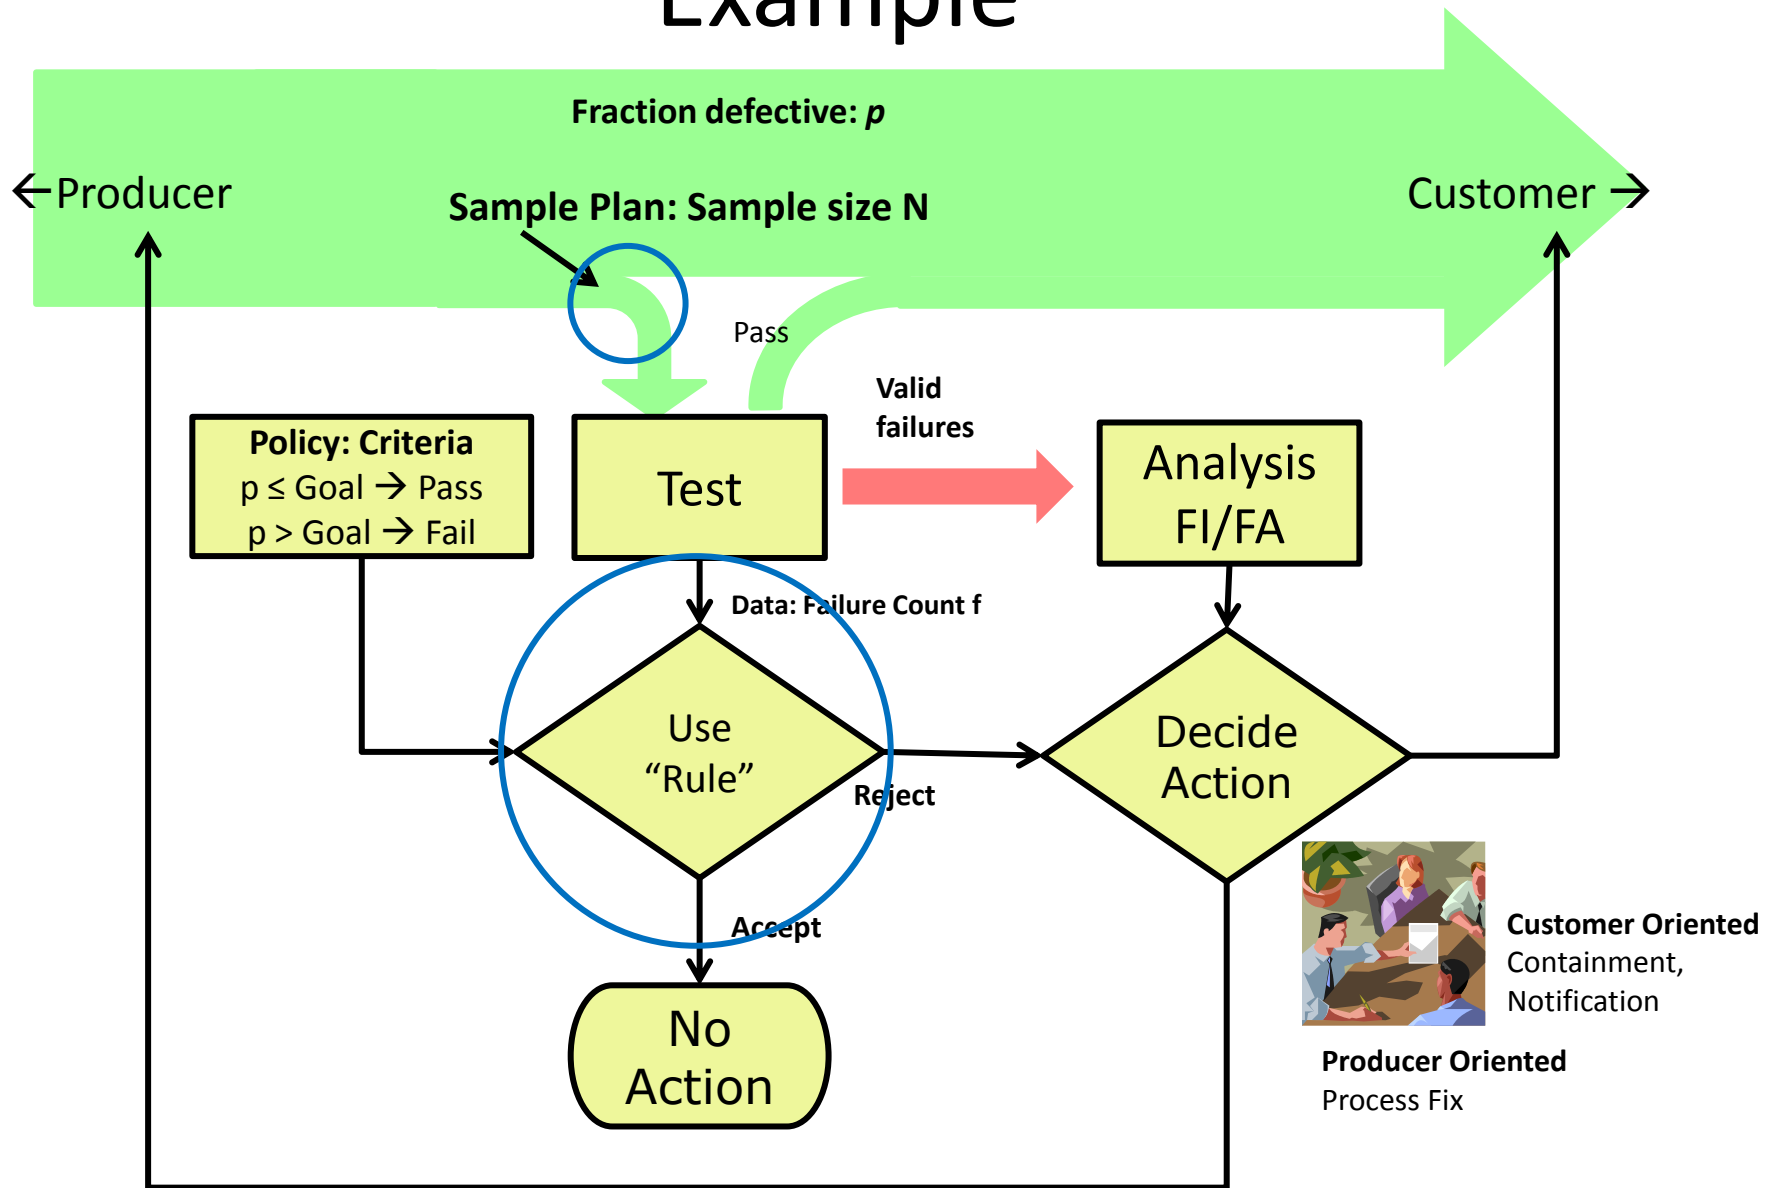 Example
Fraction defective: p
← Producer
Customer →
Sample Plan: Sample size N
Pass
Valid
failures
Policy: Criteria
p ≤ Goal → Pass
p > Goal → Fail
Test
Analysis
FI/FA
Data: Failure Count f
Use
“Rule”
Decide
Action
Reject
Accept
No
Action
Customer Oriented
Containment,
Notification
Producer Oriented
Process Fix